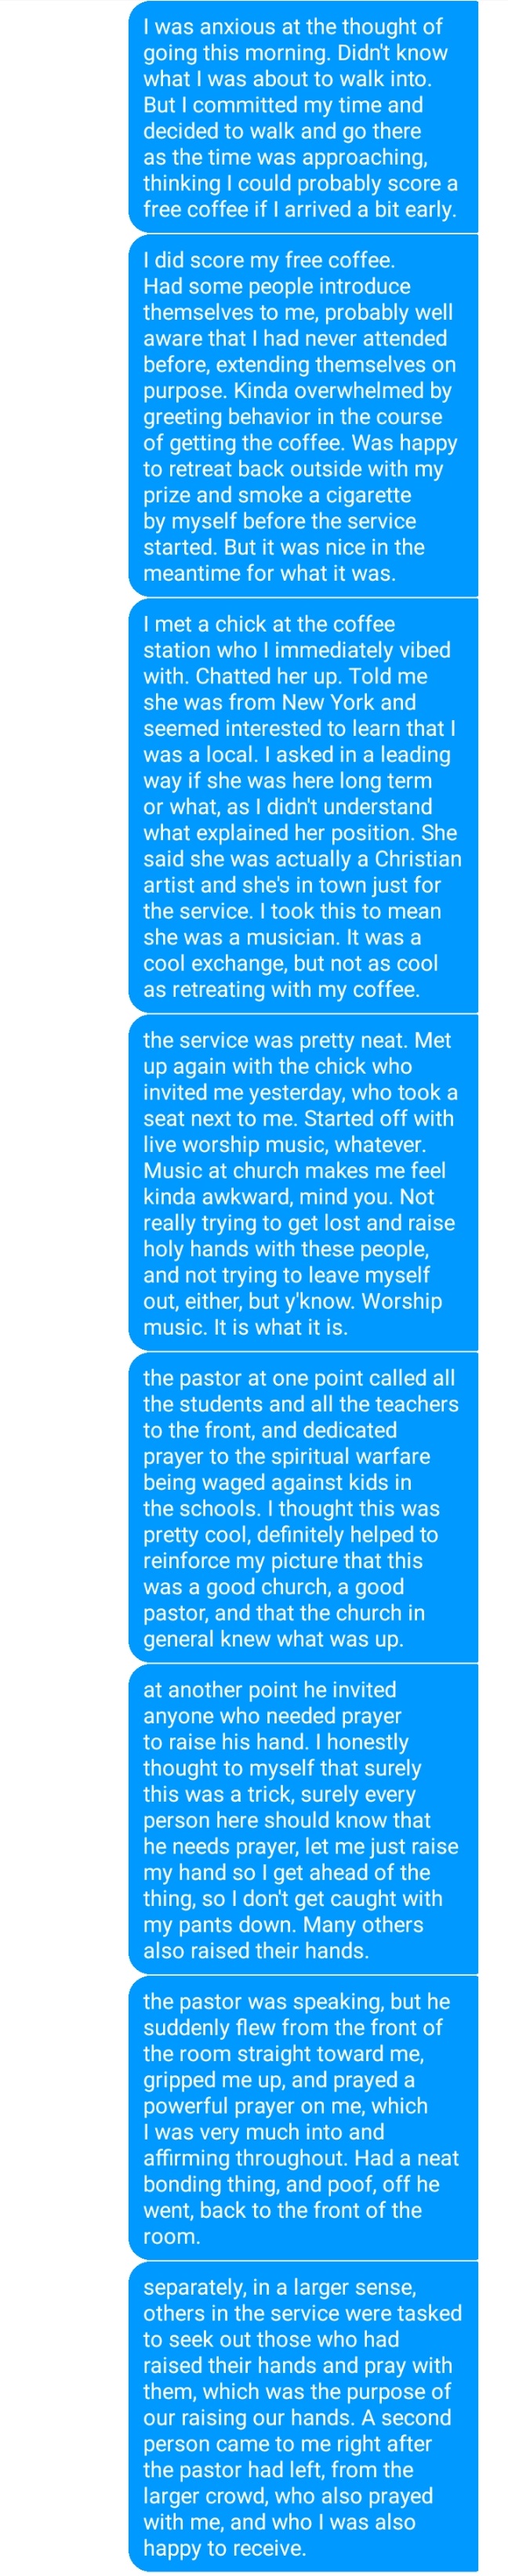 I was anxious at the thought of
going this morning. Didn't know
what I was about to walk into.
But I committed my time and
decided to walk and go there
as the time was approaching,
thinking I could probably score a
free coffee if I arrived a bit early.
I did score my free coffee.
Had some people introduce
themselves to me, probably well
aware that I had never attended
before, extending themselves on
purpose. Kinda overwhelmed by
greeting behavior in the course
of getting the coffee. Was happy
to retreat back outside with my
prize and smoke a cigarette
by myself before the service
started. But it was nice in the
meantime for what it was.
I met a chick at the coffee
station who I immediately vibed
with. Chatted her up. Told me
she was from New York and
seemed interested to learn that I
was a local. I asked in a leading
way if she was here long term
or what, as I didn't understand
what explained her position. She
said she was actually a Christian
artist and she's in town just for
the service. I took this to mean
she was a musician. It was a
cool exchange, but not as cool
as retreating with my coffee.
the service was pretty neat. Met
up again with the chick who
invited me yesterday, who took a
seat next to me. Started off with
live worship music, whatever.
Music at church makes me feel
kinda awkward, mind you. Not
really trying to get lost and raise
holy hands with these people,
and not trying to leave myself
out, either, but y'know. Worship
music. It is what it is.
the pastor at one point called all
the students and all the teachers
to the front, and dedicated
prayer to the spiritual warfare
being waged against kids in
the schools. I thought this was
pretty cool, definitely helped to
reinforce my picture that this
was a good church, a good
pastor, and that the church in
general knew what was up.
at another point he invited
anyone who needed prayer
to raise his hand. I honestly
thought to myself that surely
this was a trick, surely every
person here should know that
he needs prayer, let me just raise
my hand so I get ahead of the
thing, so I don't get caught with
my pants down. Many others
also raised their hands.
the pastor was speaking, but he
suddenly flew from the front of
the room straight toward me,
gripped me up, and prayed a
powerful prayer on me, which
I was very much into and
affirming throughout. Had a neat
bonding thing, and poof, off he
went, back to the front of the
room.
separately, in a larger sense,
others in the service were tasked
to seek out those who had
raised their hands and pray with
them, which was the purpose of
our raising our hands. A second
person came to me right after
the pastor had left, from the
larger crowd, who also prayed
with me, and who I was also
happy to receive.